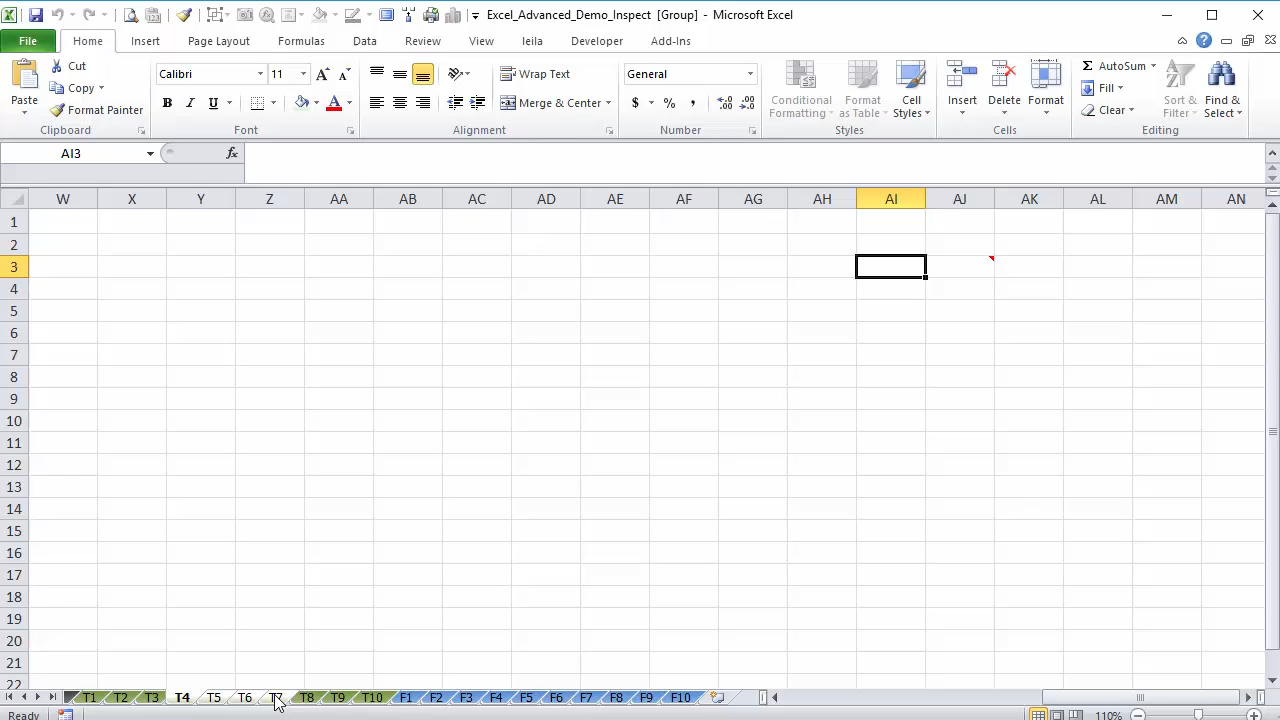 Excel_Advanced_Demo_Inspect [Group] - Microsoft Excel
File Home Insert Page Layout Formulas Data Review View leila Developer Add-Ins
Paste Cut Copy Format Painter Clipboard
Calibri 11 B I U Font
Wrap Text Merge & Center Alignment
General $ % Number
Conditional Formatting Format as Table Cell Styles Styles
Insert Delete Format Cells
Σ AutoSum Fill Clear Sort & Filter Find & Select Editing
AI3 fx
W X Y Z AA AB AC AD AE AF AG AH AI AJ AK AL AM AN
1
2
3
4
5
6
7
8
9
10
11
12
13
14
15
16
17
18
19
20
21
22
T1 T2 T3 T4 T5 T6 T7 T8 T9 T10 F1 F2 F3 F4 F5 F6 F7 F8 F9 F10
Ready 110%